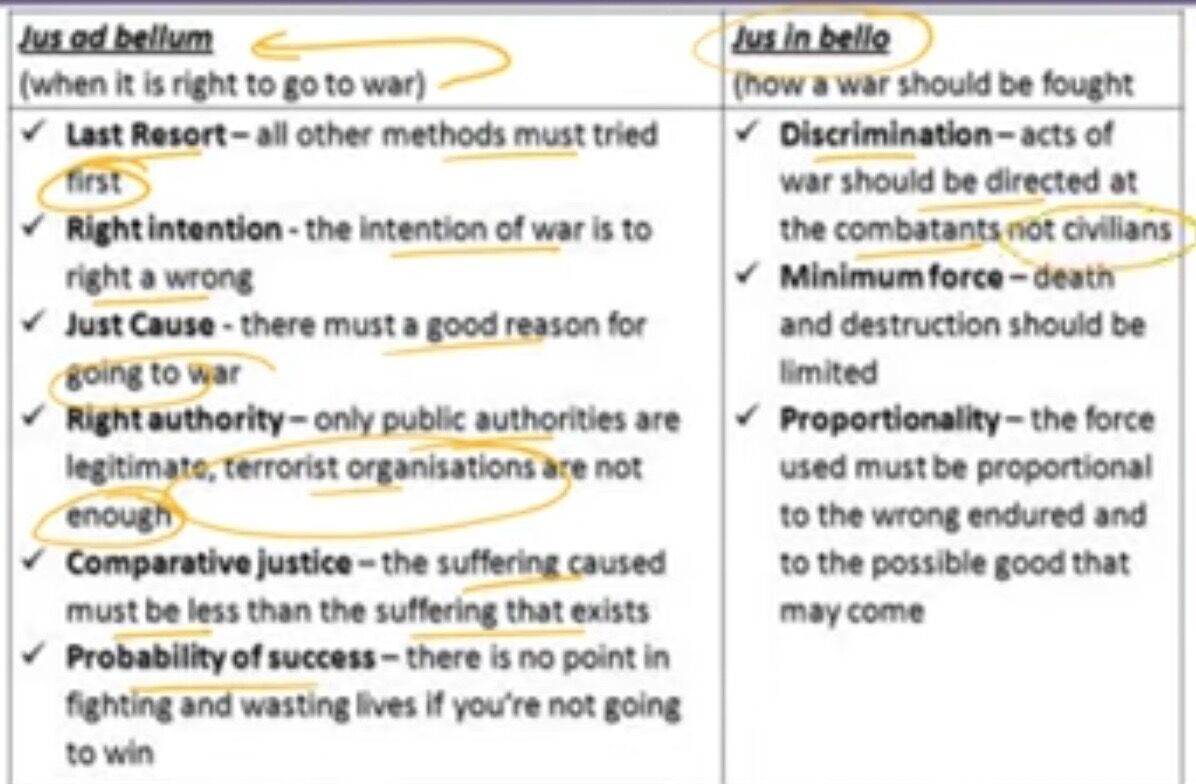 Jus ad bellum
(when it is right to go to war)
✓ Last Resort – all other methods must tried
first
✓ Right intention - the intention of war is to
right a wrong
✓ Just Cause - there must a good reason for
going to war
✓ Right authority – only public authorities are
legitimate, terrorist organisations are not
enough
✓ Comparative justice – the suffering caused
must be less than the suffering that exists
✓ Probability of success – there is no point in
fighting and wasting lives if you're not going
to win
Jus in bello
(how a war should be fought
✓ Discrimination – acts of
war should be directed at
the combatants not civilians
✓ Minimum force – death
and destruction should be
limited
✓ Proportionality – the force
used must be proportional
to the wrong endured and
to the possible good that
may come